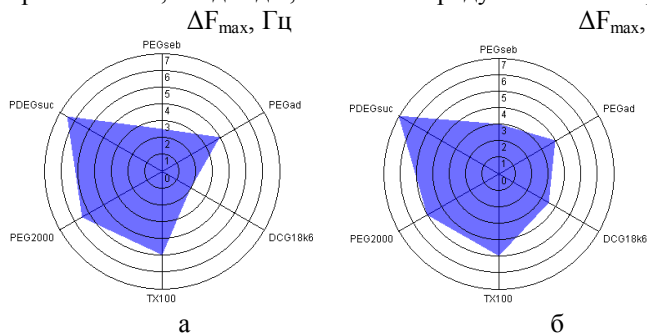 ΔFmax, Гц ΔFmax,
PEGseb PEGseb
7 7
6 6
PDEGsuc 5 PEGad PDEGsuc 5 PEGad
4 4
3 3
2 2
1 1
0 0
PEG2000 DCG18k6 PEG2000 DCG18k6
TX100 TX100
а б